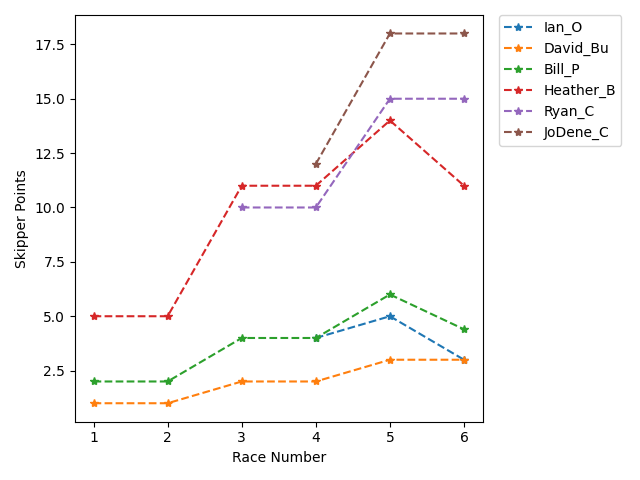 17.5
15.0
12.5
10.0
7.5
5.0
2.5
Skipper Points
1 2 3 4 5 6
Race Number
Ian_O
David_Bu
Bill_P
Heather_B
Ryan_C
JoDene_C